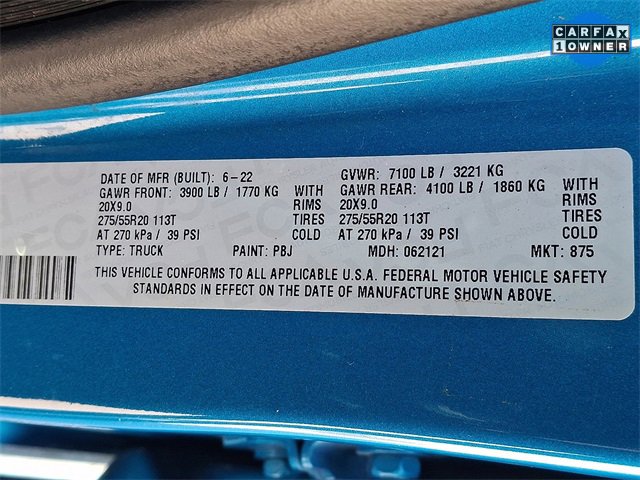 CARFAX
1 OWNER
DATE OF MFR (BUILT): 6-22 GVWR: 7100 LB / 3221 KG
GAWR FRONT: 3900 LB / 1770 KG WITH GAWR REAR: 4100 LB / 1860 KG WITH
20X9.0 RIMS 20X9.0 RIMS
275/55R20 113T TIRES 275/55R20 113T TIRES
AT 270 kPa / 39 PSI COLD AT 270 kPa / 39 PSI COLD
TYPE: TRUCK PAINT: PBJ MDH: 062121 MKT: 875
THIS VEHICLE CONFORMS TO ALL APPLICABLE U.S.A. FEDERAL MOTOR VEHICLE SAFETY
STANDARDS IN EFFECT ON THE DATE OF MANUFACTURE SHOWN ABOVE.